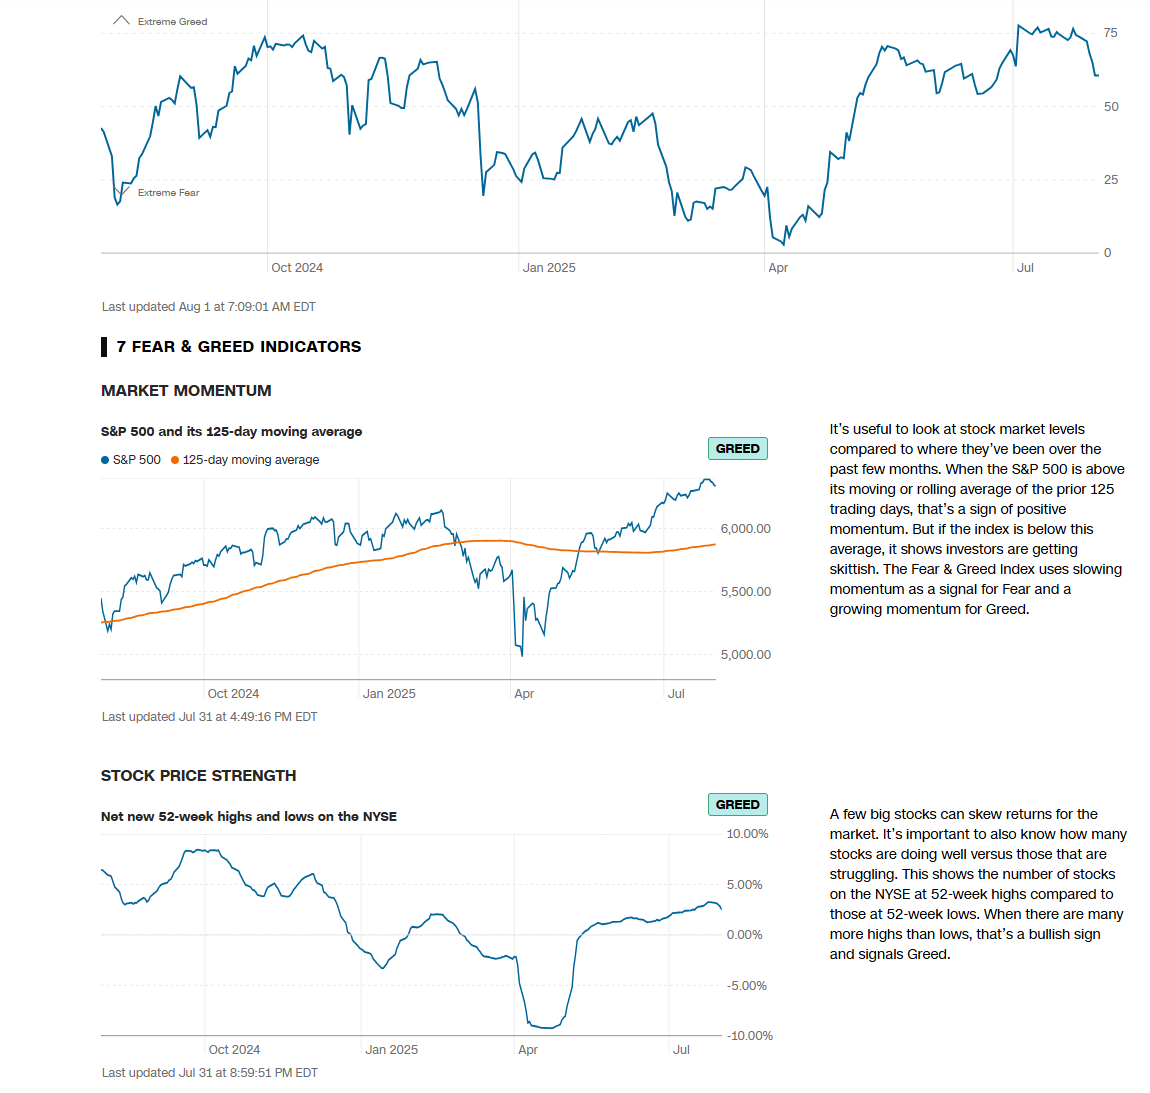 Extreme Greed
75
50
25
Extreme Fear
0
Oct 2024
Jan 2025
Apr
Jul
Last updated Aug 1 at 7:09:01 AM EDT
7 FEAR & GREED INDICATORS
MARKET MOMENTUM
S&P 500 and its 125-day moving average
GREED
S&P 500
125-day moving average
6,000.00
5,500.00
5,000.00
Oct 2024
Jan 2025
Apr
Jul
Last updated Jul 31 at 4:49:16 PM EDT
It's useful to look at stock market levels
compared to where they've been over the
past few months. When the S&P 500 is above
its moving or rolling average of the prior 125
trading days, that's a sign of positive
momentum. But if the index is below this
average, it shows investors are getting
skittish. The Fear & Greed Index uses slowing
momentum as a signal for Fear and a
growing momentum for Greed.
STOCK PRICE STRENGTH
Net new 52-week highs and lows on the NYSE
GREED
10.00%
5.00%
0.00%
-5.00%
-10.00%
Oct 2024
Jan 2025
Apr
Jul
Last updated Jul 31 at 8:59:51 PM EDT
A few big stocks can skew returns for the
market. It's important to also know how many
stocks are doing well versus those that are
struggling. This shows the number of stocks
on the NYSE at 52-week highs compared to
those at 52-week lows. When there are many
more highs than lows, that's a bullish sign
and signals Greed.